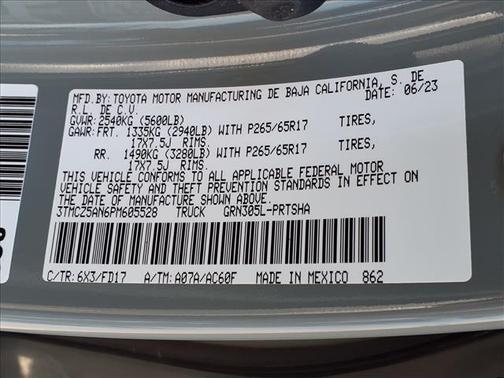 MFD.BY: TOYOTA MOTOR MANUFACTURING DE BAJA CALIFORNIA, S. DE
R.L. DE C.V. DATE: 06/23
GVWR: 2540KG (5600LB)
GAWR: FRT. 1335KG (2940LB) WITH P265/65R17 TIRES,
17X7.5J RIMS.
RR. 1490KG (3280LB) WITH P265/65R17 TIRES,
17X7.5J RIMS.
THIS VEHICLE CONFORMS TO ALL APPLICABLE FEDERAL MOTOR
VEHICLE SAFETY AND THEFT PREVENTION STANDARDS IN EFFECT
ON THE DATE OF MANUFACTURE SHOWN ABOVE.
3TMCZ5AN6PM605528 TRUCK GRN305L-PRTSHA
C/TR: 6X3/FD17 A/TM: A07A/AC60F MADE IN MEXICO 862